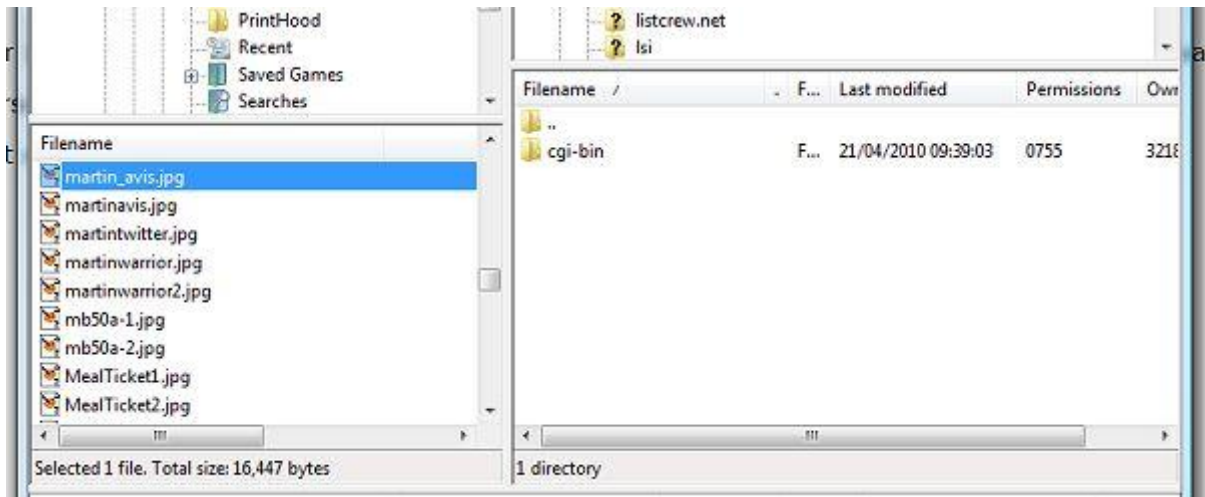 PrintHood
Recent
Saved Games
Searches
Filename
martin_avis.jpg
martinavis.jpg
martintwitter.jpg
martinwarrior.jpg
martinwarrior2.jpg
mb50a-1.jpg
mb50a-2.jpg
MealTicket1.jpg
MealTicket2.jpg
Selected 1 file. Total size: 16,447 bytes
listcrew.net
lsi
Filename / . F... Last modified Permissions Own
..
cgi-bin F... 21/04/2010 09:39:03 0755 3218
1 directory